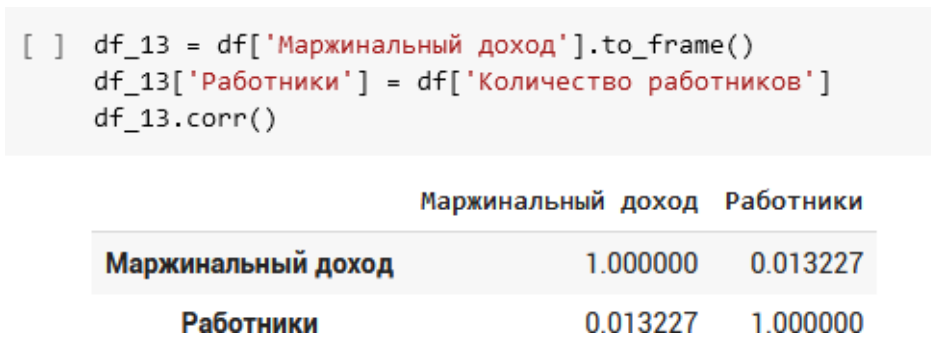 [ ] df_13 = df['Маржинальный доход'].to_frame()
df_13['Работники'] = df['Количество работников']
df_13.corr()
Маржинальный доход Работники
Маржинальный доход 1.000000 0.013227
Работники 0.013227 1.000000